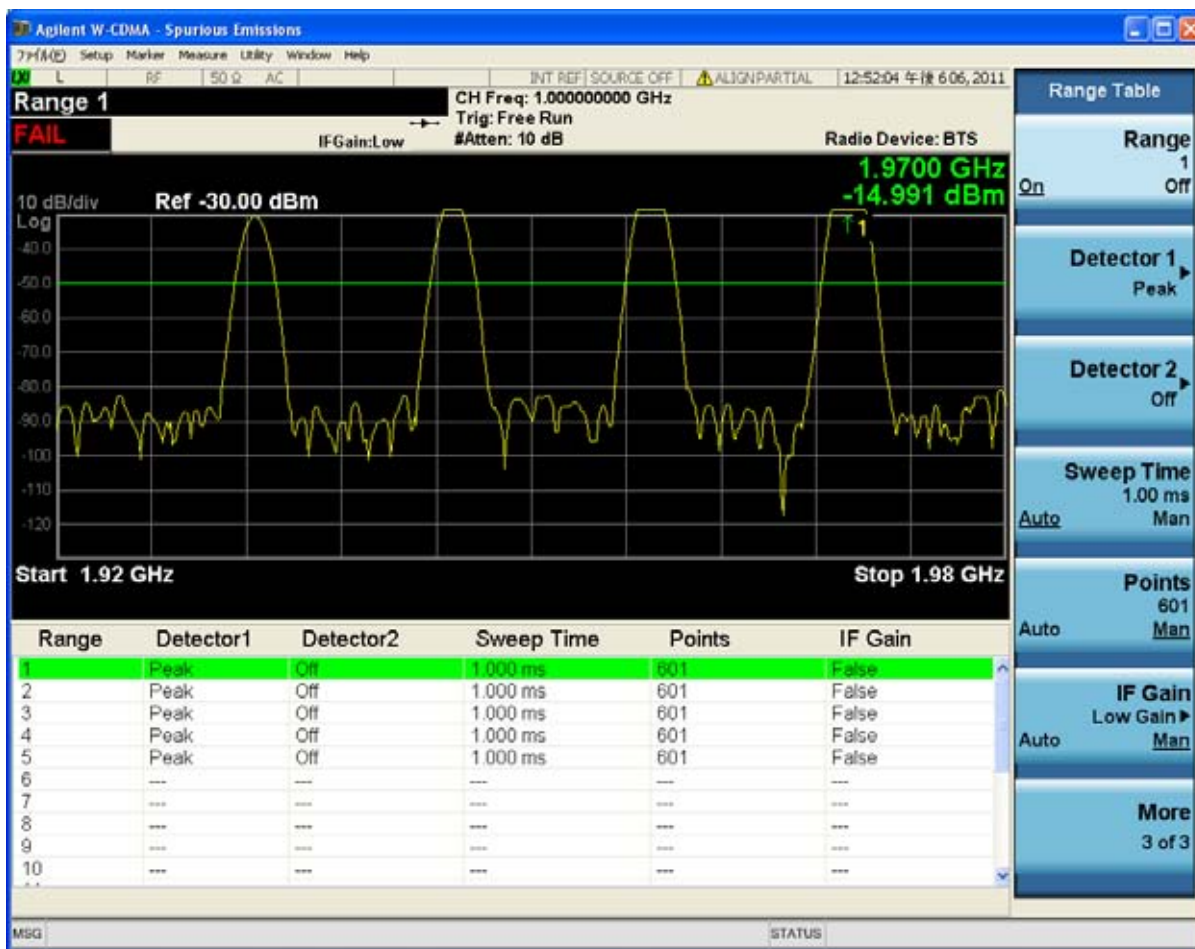 Agilent W-CDMA - Spurious Emissions
ファイル(F) Setup Marker Measure Utility Window Help
LXI L RF 50 Ω AC INT REF SOURCE OFF ALIGNPARTIAL 12:52:04 午後 6 06, 2011
Range 1
FAIL
IFGain:Low
CH Freq: 1.000000000 GHz
Trig: Free Run
#Atten: 10 dB
Radio Device: BTS
1.9700 GHz
-14.991 dBm
10 dB/div Ref -30.00 dBm
Log
1
-40.0
-50.0
-60.0
-70.0
-80.0
-90.0
-100
-110
-120
Start 1.92 GHz Stop 1.98 GHz
Range Detector1 Detector2 Sweep Time Points IF Gain
1 Peak Off 1.000 ms 601 False
2 Peak Off 1.000 ms 601 False
3 Peak Off 1.000 ms 601 False
4 Peak Off 1.000 ms 601 False
5 Peak Off 1.000 ms 601 False
6 --- --- --- --- ---
7 --- --- --- --- ---
8 --- --- --- --- ---
9 --- --- --- --- ---
10 --- --- --- --- ---
MSG STATUS
Range Table
Range
1
On Off
Detector 1
Peak
Detector 2
Off
Sweep Time
1.00 ms
Auto Man
Points
601
Auto Man
IF Gain
Low Gain
Auto Man
More
3 of 3